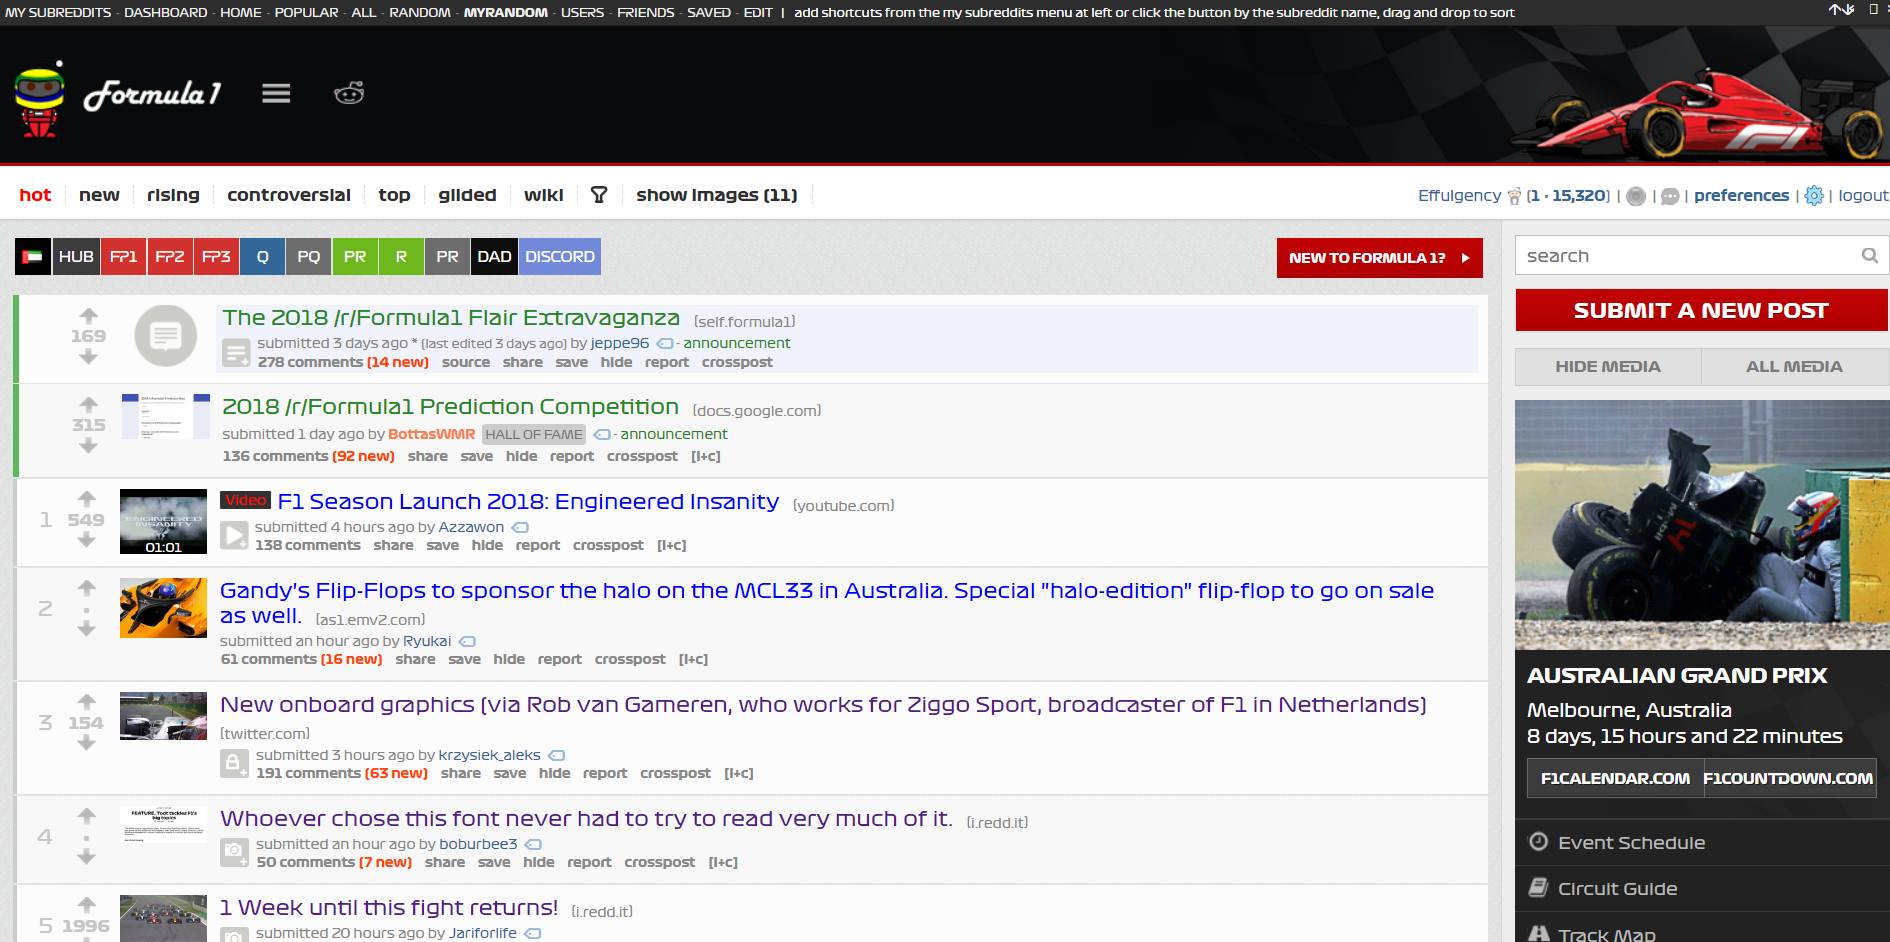 MY SUBREDDITS - DASHBOARD - HOME - POPULAR - ALL - RANDOM - MYRANDOM - USERS - FRIENDS - SAVED - EDIT | add shortcuts from the my subreddits menu at left or click the button by the subreddit name, drag and drop to sort
Formula 1
hot new rising controversial top gilded wiki show images (11)
Effulgency (1 · 15,320) | | | preferences | | logout
HUB FP1 FP2 FP3 Q PQ PR R PR DAD DISCORD
NEW TO FORMULA 1?
search
SUBMIT A NEW POST
HIDE MEDIA ALL MEDIA
169
The 2018 /r/Formula1 Flair Extravaganza (self.formula1)
submitted 3 days ago * (last edited 3 days ago) by jeppe96 - announcement
278 comments (14 new) source share save hide report crosspost
315
2018 /r/Formula1 Prediction Competition (docs.google.com)
submitted 1 day ago by BottasWMR HALL OF FAME - announcement
136 comments (92 new) share save hide report crosspost [l+c]
1 549
ENGINEERED
INSANITY
01:01
Video F1 Season Launch 2018: Engineered Insanity (youtube.com)
submitted 4 hours ago by Azzawon
138 comments share save hide report crosspost [l+c]
2 •
Gandy's Flip-Flops to sponsor the halo on the MCL33 in Australia. Special "halo-edition" flip-flop to go on sale
as well. (as1.emv2.com)
submitted an hour ago by Ryukai
61 comments (16 new) share save hide report crosspost [l+c]
3 154
New onboard graphics (via Rob van Gameren, who works for Ziggo Sport, broadcaster of F1 in Netherlands)
(twitter.com)
submitted 3 hours ago by krzysiek_aleks
191 comments (63 new) share save hide report crosspost [l+c]
4 •
FEATURE: Todt tackles F1's
big topics
Whoever chose this font never had to try to read very much of it. (i.redd.it)
submitted an hour ago by boburbee3
50 comments (7 new) share save hide report crosspost [l+c]
5 1996
1 Week until this fight returns! (i.redd.it)
submitted 20 hours ago by Jariforlife
AUSTRALIAN GRAND PRIX
Melbourne, Australia
8 days, 15 hours and 22 minutes
F1CALENDAR.COM F1COUNTDOWN.COM
Event Schedule
Circuit Guide
Track Map